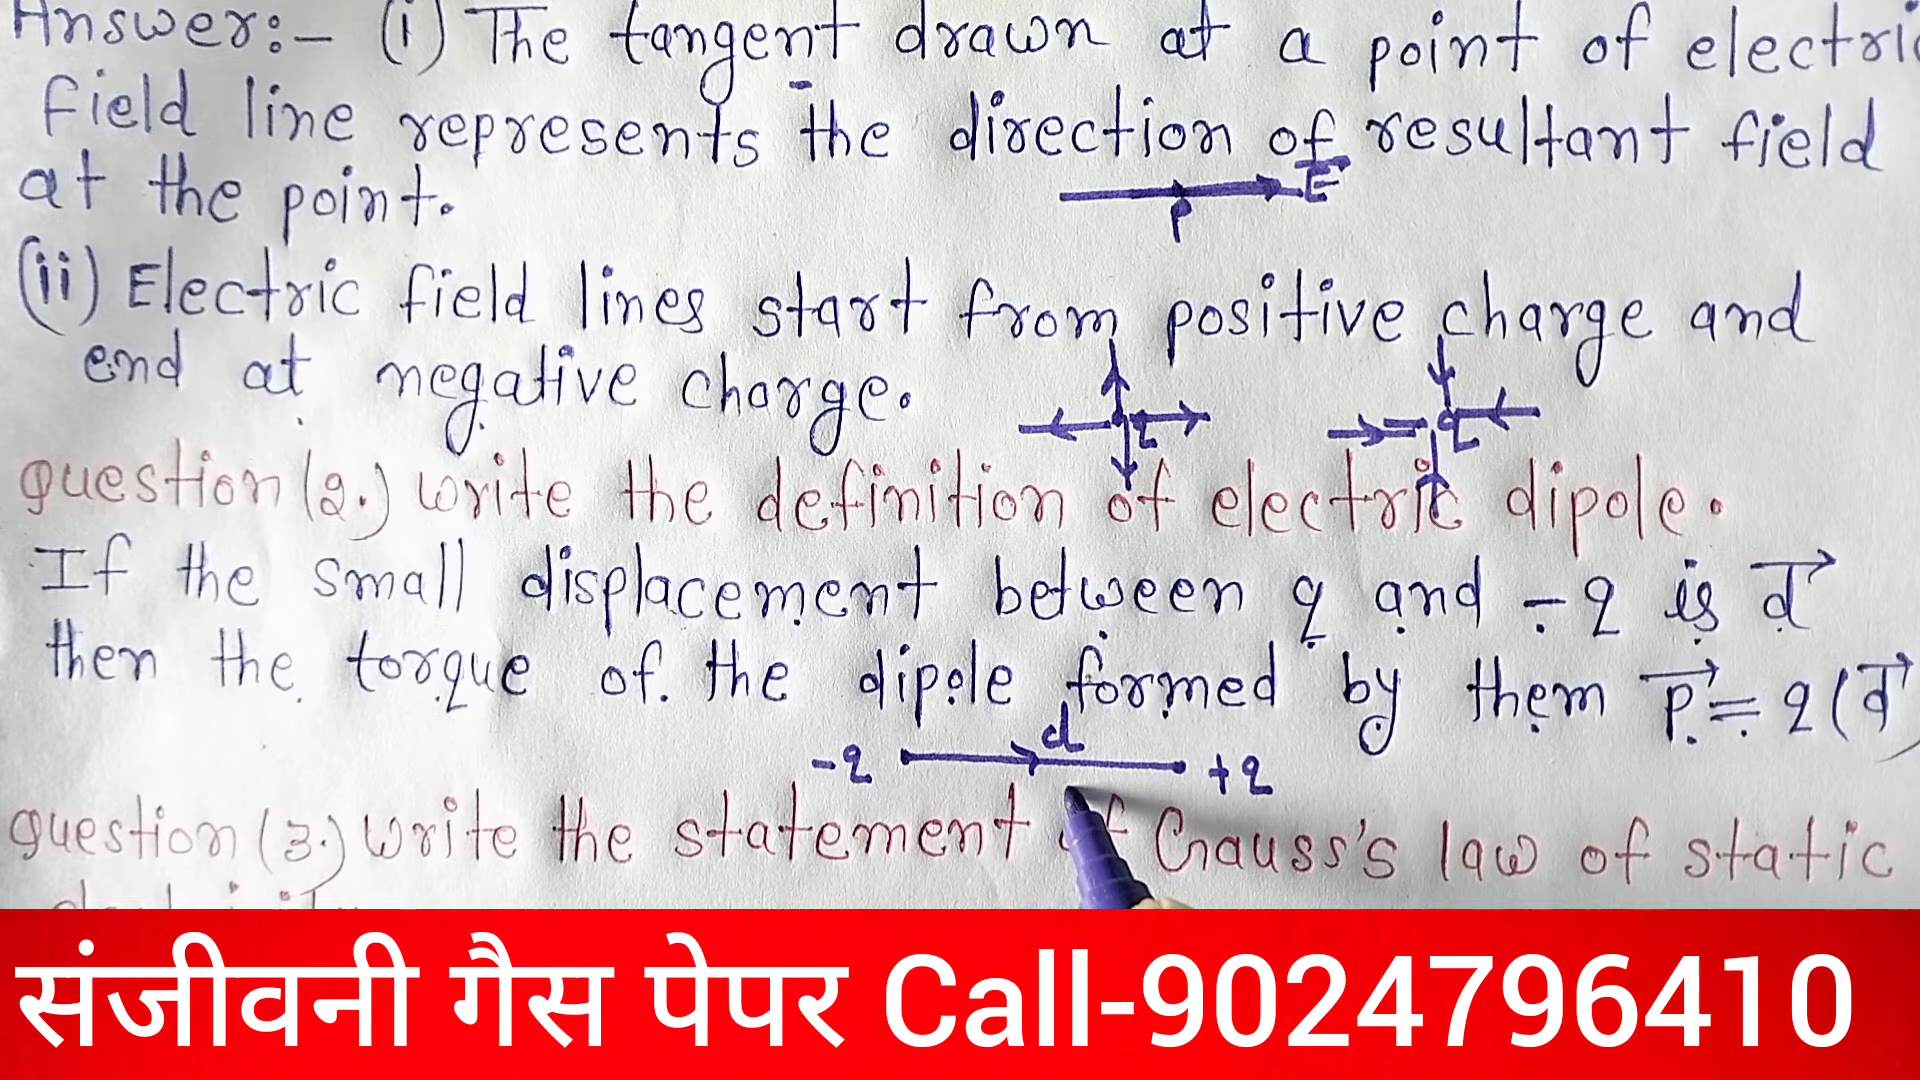 Answer:- (i) The tangent drawn at a point of electric
field line represents the direction of resultant field
at the point.
P E
(ii) Electric field lines start from positive charge and
end at negative charge.
q q
question (2.) write the definition of electric dipole.
If the small displacement between q and -q is d⃗
then the torque of the dipole formed by them p⃗ = q(d⃗)
-q d +q
question (3.) write the statement of Gauss's law of static
संजीवनी गैस पेपर Call-9024796410